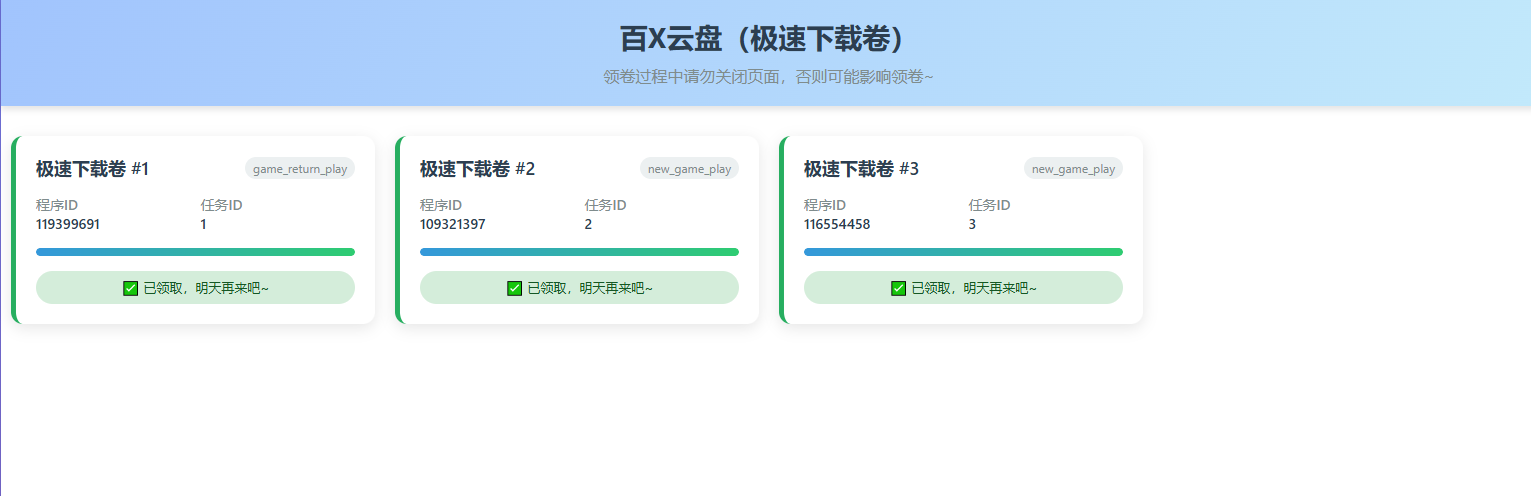 百X云盘（极速下载卷）
领卷过程中请勿关闭页面，否则可能影响领卷~
极速下载卷 #1
game_return_play
程序ID
任务ID
119399691
1
✅ 已领取，明天再来吧~
极速下载卷 #2
new_game_play
程序ID
任务ID
109321397
2
✅ 已领取，明天再来吧~
极速下载卷 #3
new_game_play
程序ID
任务ID
116554458
3
✅ 已领取，明天再来吧~